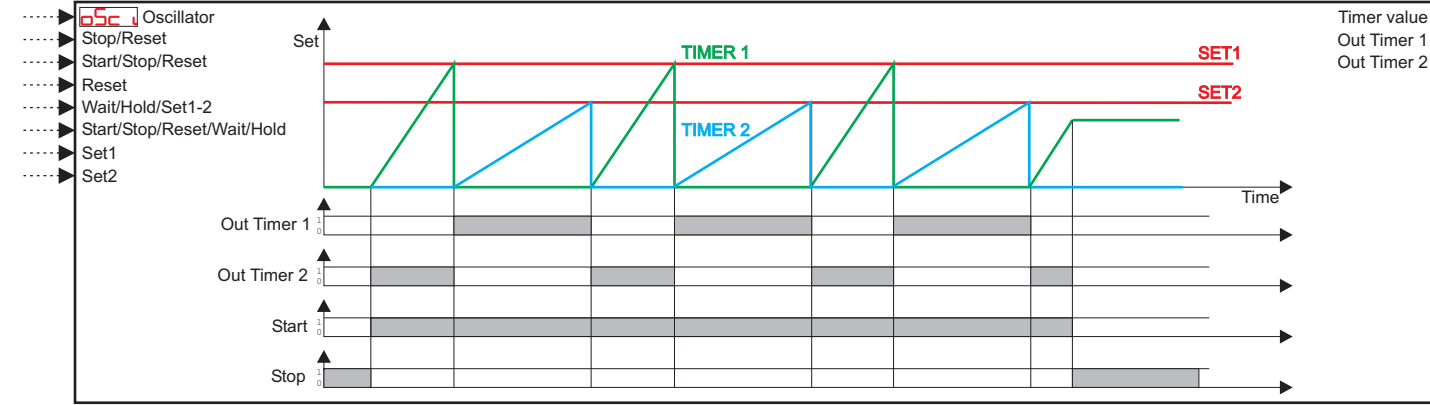 oSc i Oscillator
Stop/Reset
Start/Stop/Reset
Reset
Wait/Hold/Set1-2
Start/Stop/Reset/Wait/Hold
Set1
Set2
Set
TIMER 1
SET1
SET2
TIMER 2
Time
Timer value
Out Timer 1
Out Timer 2
Out Timer 1
1
0
Out Timer 2
1
0
Start
1
0
Stop
1
0